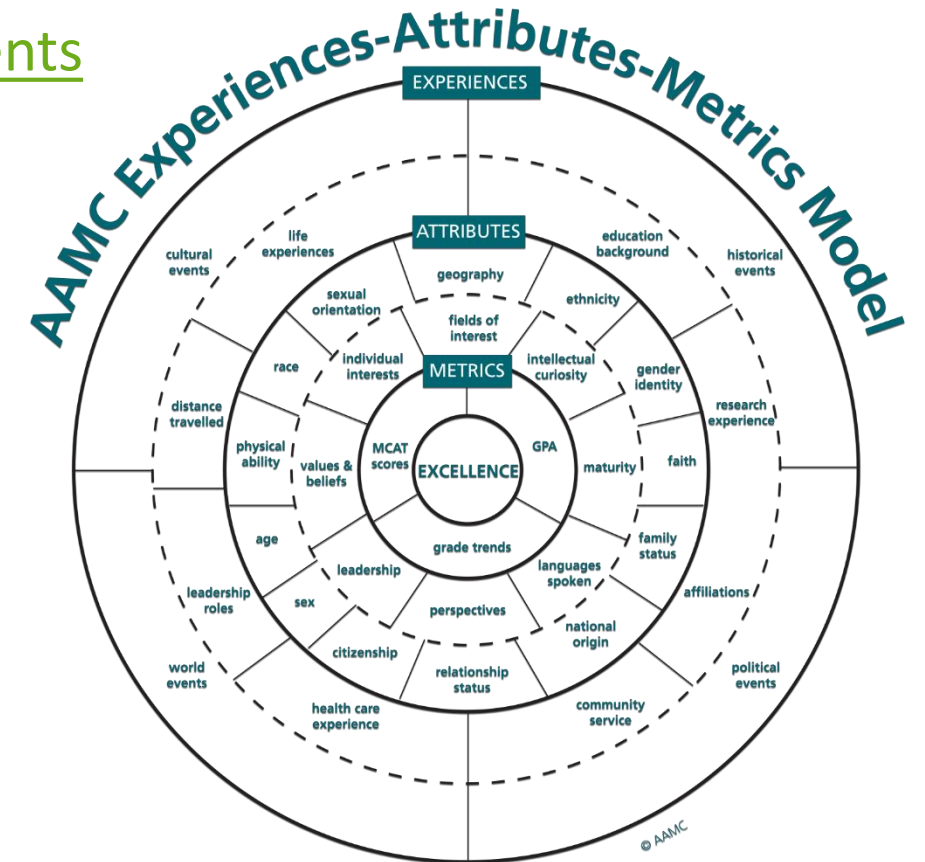 nts
AAMC Experiences-Attributes-Metrics Model
EXPERIENCES
cultural
events
life
experiences
education
background
historical
events
distance
travelled
research
experience
leadership
roles
affiliations
world
events
health care
experience
community
service
political
events
ATTRIBUTES
geography
sexual
orientation
ethnicity
race
gender
identity
physical
ability
faith
age
family
status
sex
national
origin
citizenship
relationship
status
fields of
interest
individual
interests
intellectual
curiosity
values &
beliefs
maturity
leadership
languages
spoken
perspectives
METRICS
MCAT
scores
GPA
grade trends
EXCELLENCE
© AAMC